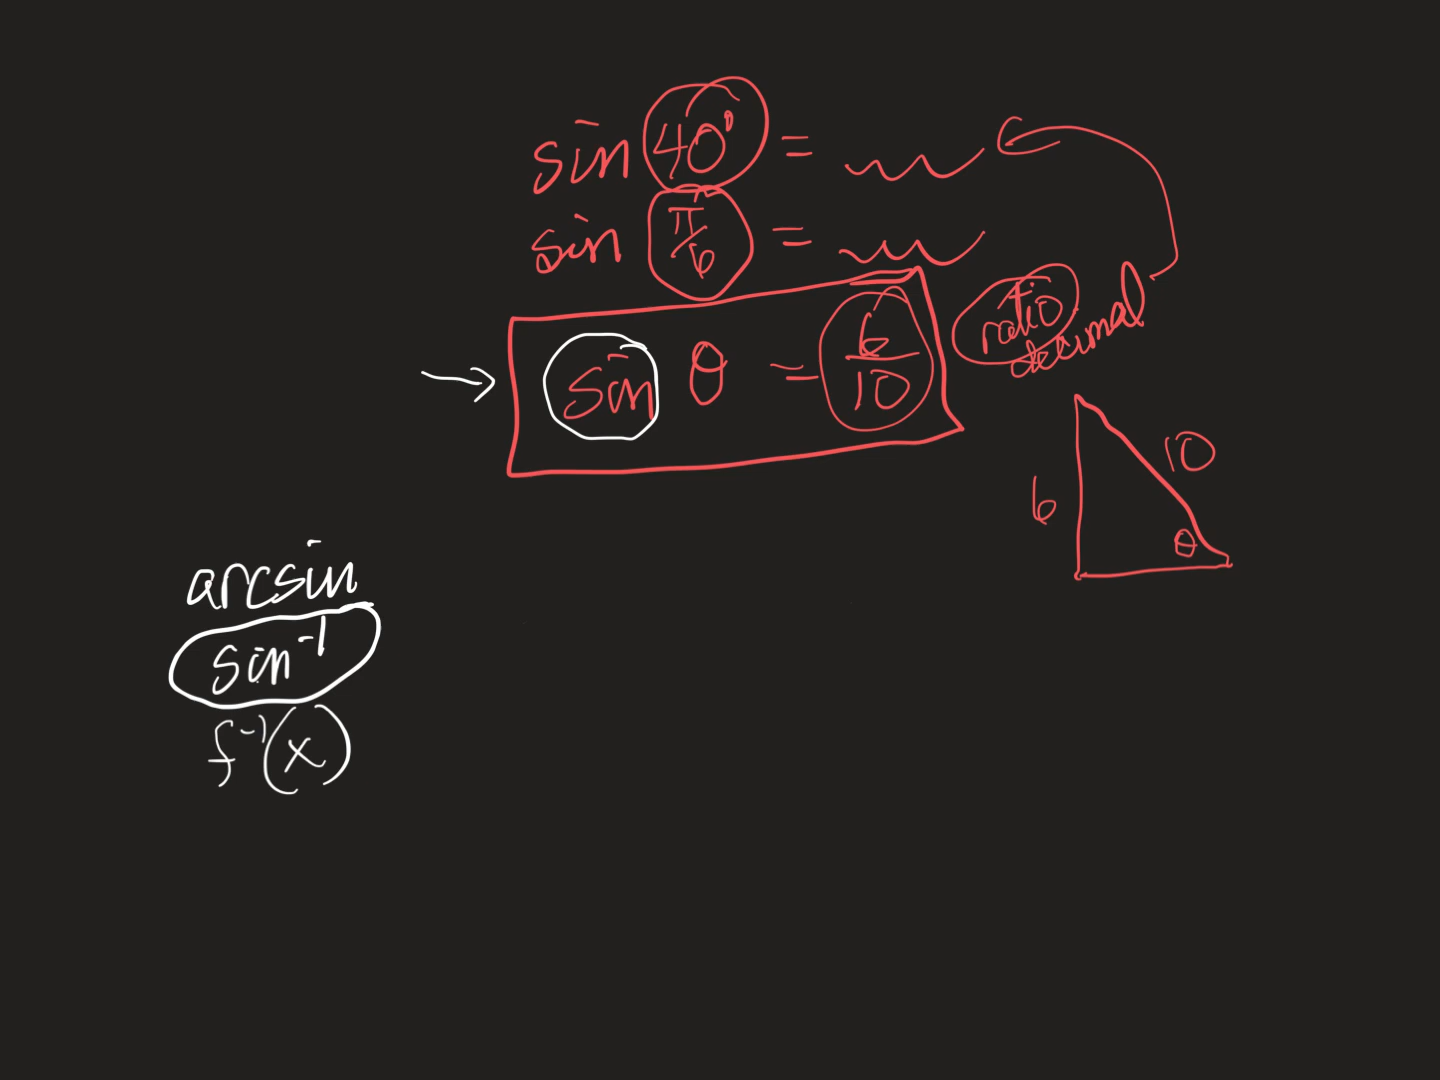 sin 40° =
sin π/6 =
sin θ = 6/10
ratio
decimal
10
6
θ
arcsin
sin⁻¹
f⁻¹(x)